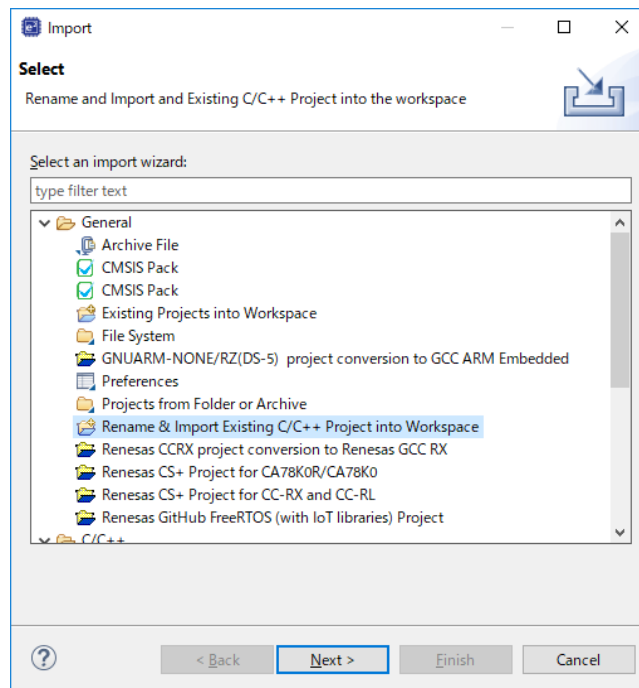 Import
Select
Rename and Import and Existing C/C++ Project into the workspace
Select an import wizard:
type filter text
General
Archive File
CMSIS Pack
CMSIS Pack
Existing Projects into Workspace
File System
GNUARM-NONE/RZ(DS-5) project conversion to GCC ARM Embedded
Preferences
Projects from Folder or Archive
Rename & Import Existing C/C++ Project into Workspace
Renesas CCRX project conversion to Renesas GCC RX
Renesas CS+ Project for CA78K0R/CA78K0
Renesas CS+ Project for CC-RX and CC-RL
Renesas GitHub FreeRTOS (with IoT libraries) Project
C/C++
< Back
Next >
Finish
Cancel